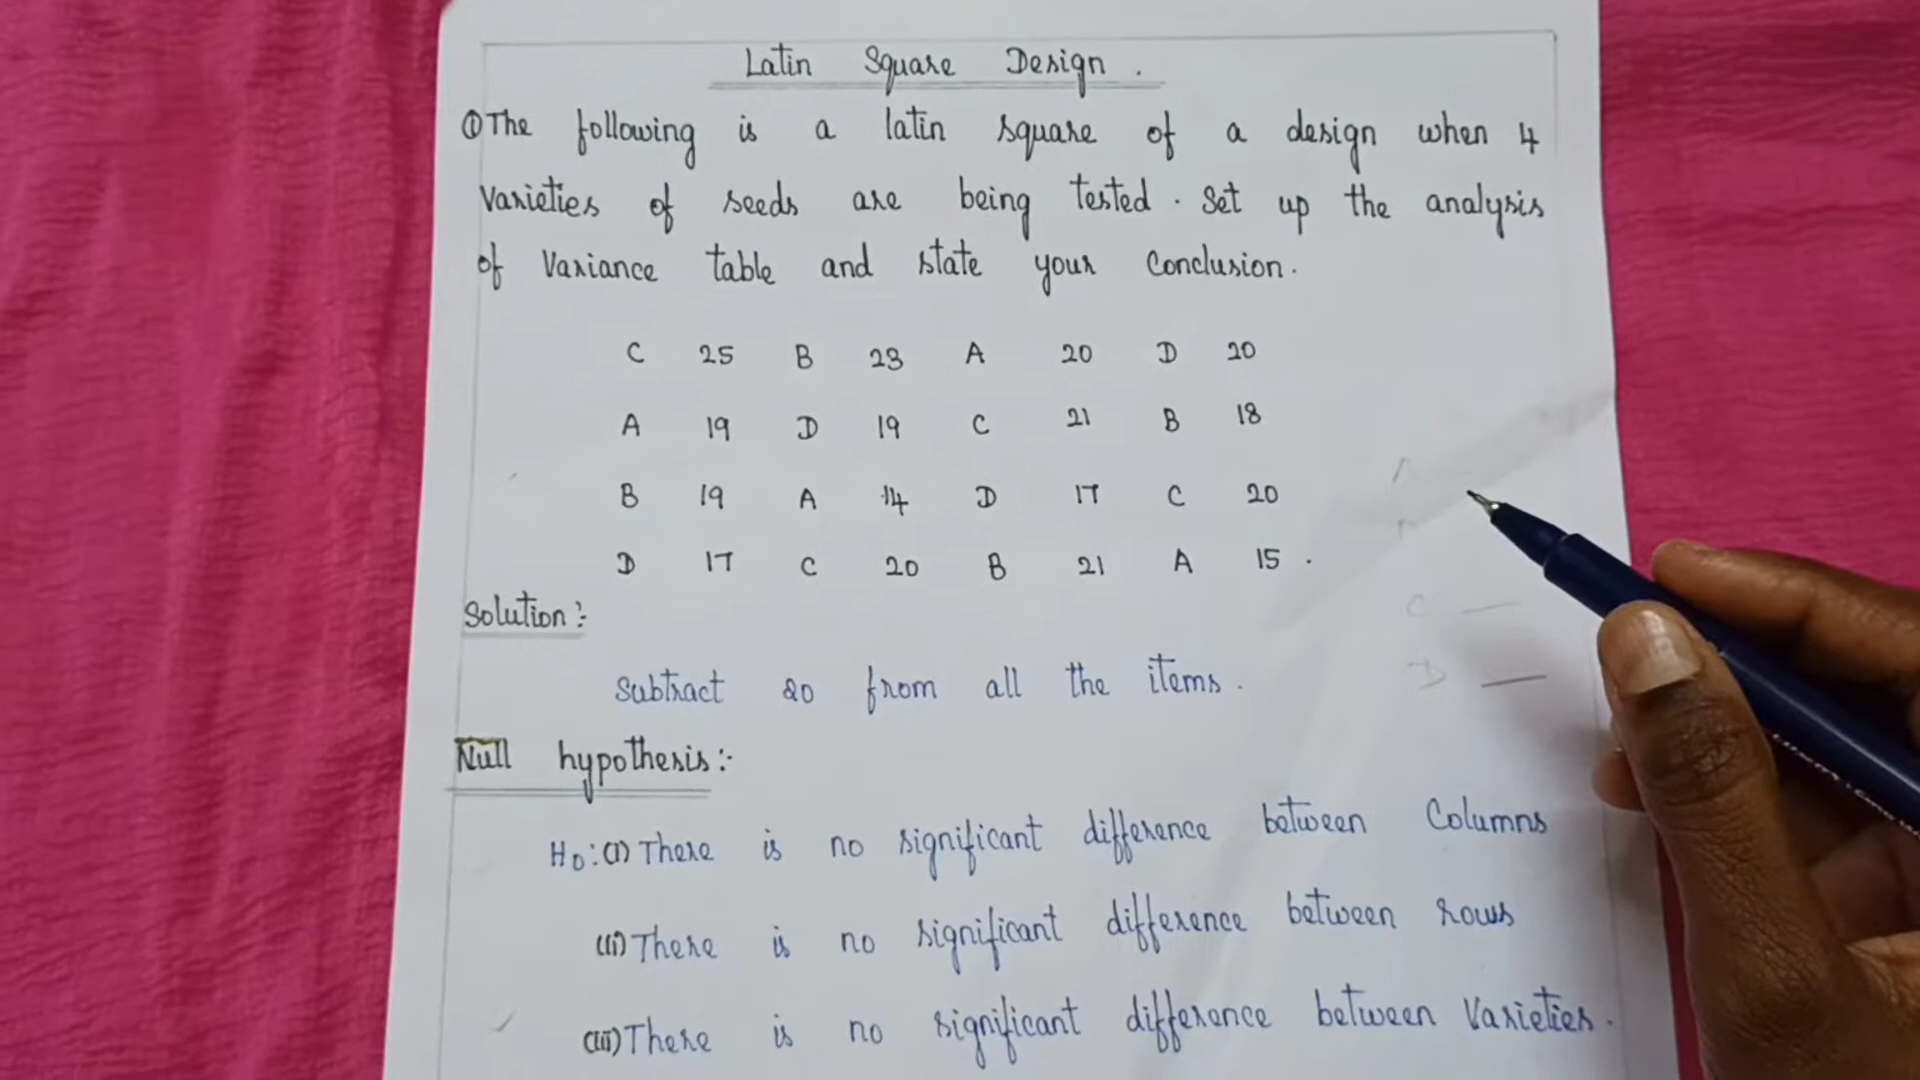 Latin Square Design.
① The following is a latin square of a design when 4
varieties of seeds are being tested. Set up the analysis
of Variance table and state your Conclusion.
C 25 B 23 A 20 D 20
A 19 D 19 C 21 B 18
B 19 A 14 D 17 C 20
D 17 C 20 B 21 A 15.
Solution:
Subtract 20 from all the items.
Null hypothesis:-
H0: (i) There is no significant difference between Columns
(ii) There is no significant difference between rows
(iii) There is no significant difference between Varieties.
C —
D —